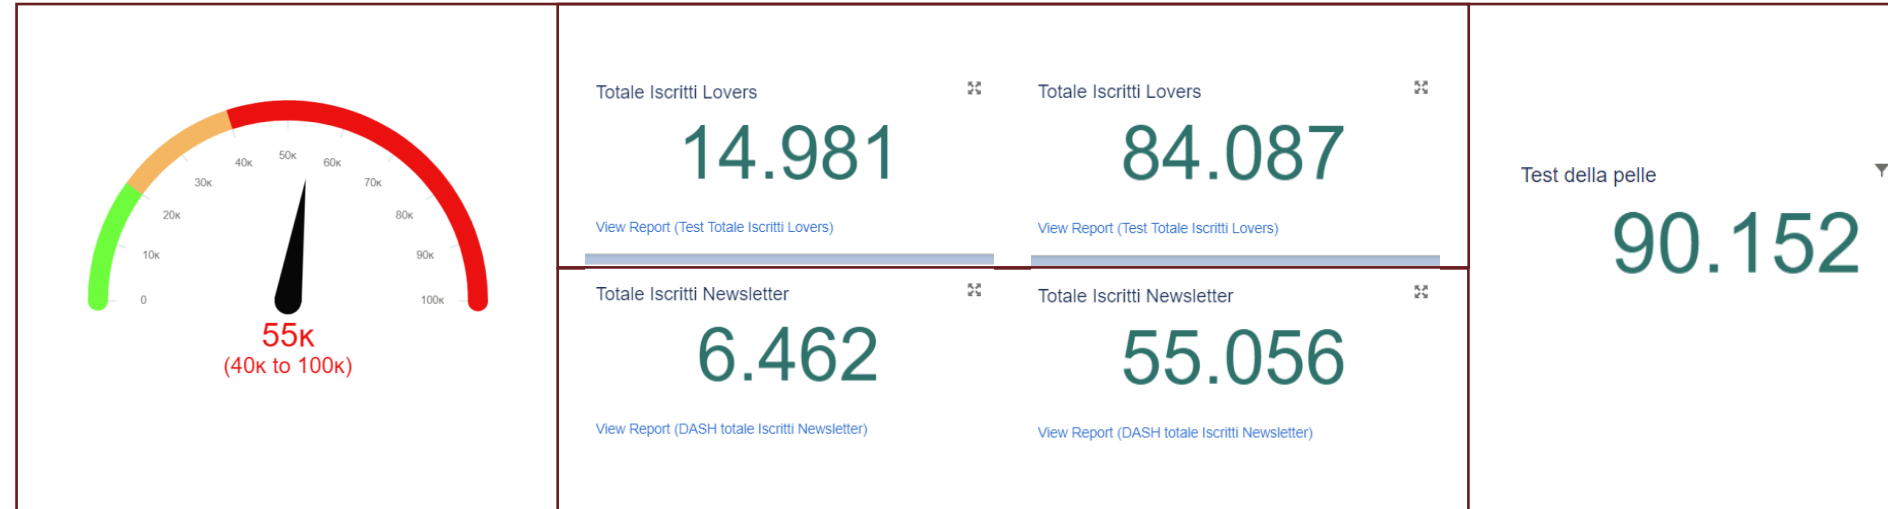 0
10K
20K
30K
40K
50K
60K
70K
80K
90K
100K
55K
(40K to 100K)
Totale Iscritti Lovers
14.981
View Report (Test Totale Iscritti Lovers)
Totale Iscritti Lovers
84.087
View Report (Test Totale Iscritti Lovers)
Totale Iscritti Newsletter
6.462
View Report (DASH totale Iscritti Newsletter)
Totale Iscritti Newsletter
55.056
View Report (DASH totale Iscritti Newsletter)
Test della pelle
90.152